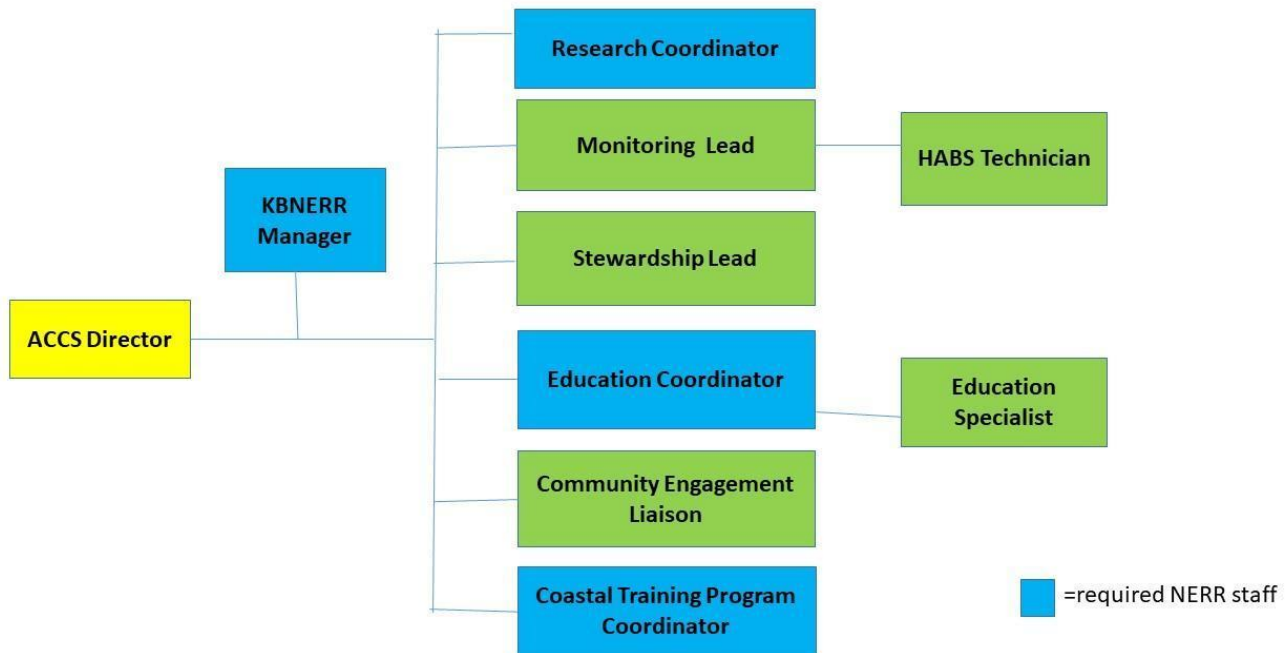 Research Coordinator
Monitoring Lead
HABS Technician
KBNERR
Manager
Stewardship Lead
ACCS Director
Education Coordinator
Education
Specialist
Community Engagement
Liaison
Coastal Training Program
Coordinator
=required NERR staff